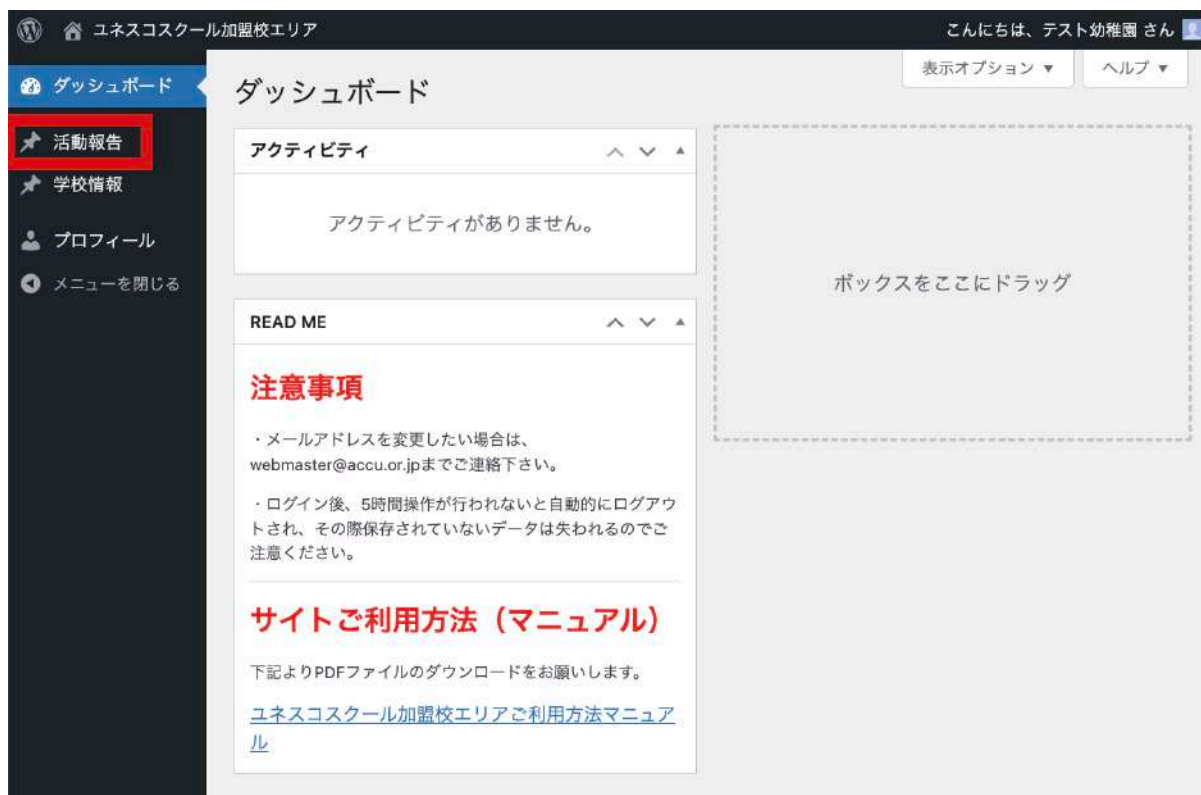 ユネスコスクール加盟校エリア
こんにちは、テスト幼稚園 さん
ダッシュボード
活動報告
学校情報
プロフィール
メニューを閉じる
表示オプション ▼
ヘルプ ▼
ダッシュボード
アクティビティ
アクティビティがありません。
READ ME
注意事項
・メールアドレスを変更したい場合は、
webmaster@accu.or.jpまでご連絡下さい。
・ログイン後、5時間操作が行われないと自動的にログアウ
トされ、その際保存されていないデータは失われるのでご
注意ください。
サイトご利用方法（マニュアル）
下記よりPDFファイルのダウンロードをお願いします。
ユネスコスクール加盟校エリアご利用方法マニュア
ル
ボックスをここにドラッグ